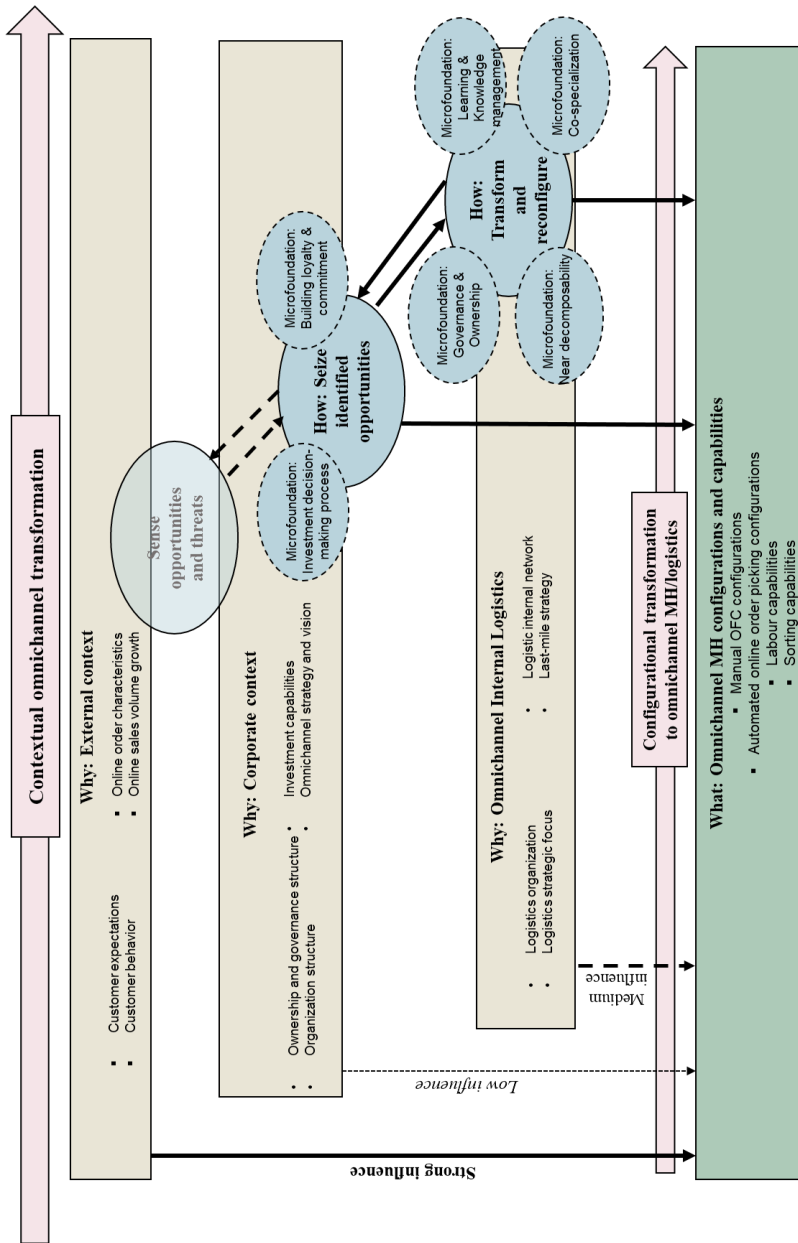 Contextual omnichannel transformation
Why: External context
Customer expectations
Customer behavior
Online order characteristics
Online sales volume growth
Sense
opportunities
and threats
Why: Corporate context
Ownership and governance structure
Organization structure
Investment capabilities
Omnichannel strategy and vision
Microfoundation:
Investment decision-
making process
How: Seize
identified
opportunities
Microfoundation:
Building loyalty &
commitment
Why: Omnichannel Internal Logistics
Logistics organization
Logistics strategic focus
Logistic internal network
Last-mile strategy
Microfoundation:
Governance &
Ownership
Microfoundation:
Learning &
Knowledge
management
How:
Transform
and
reconfigure
Microfoundation:
Near decomposability
Microfoundation:
Co-specialization
Strong influence
Low influence
Medium
influence
Configurational transformation
to omnichannel MH/logistics
What: Omnichannel MH configurations and capabilities
Manual OFC configurations
Automated online order picking configurations
Labour capabilities
Sorting capabilities